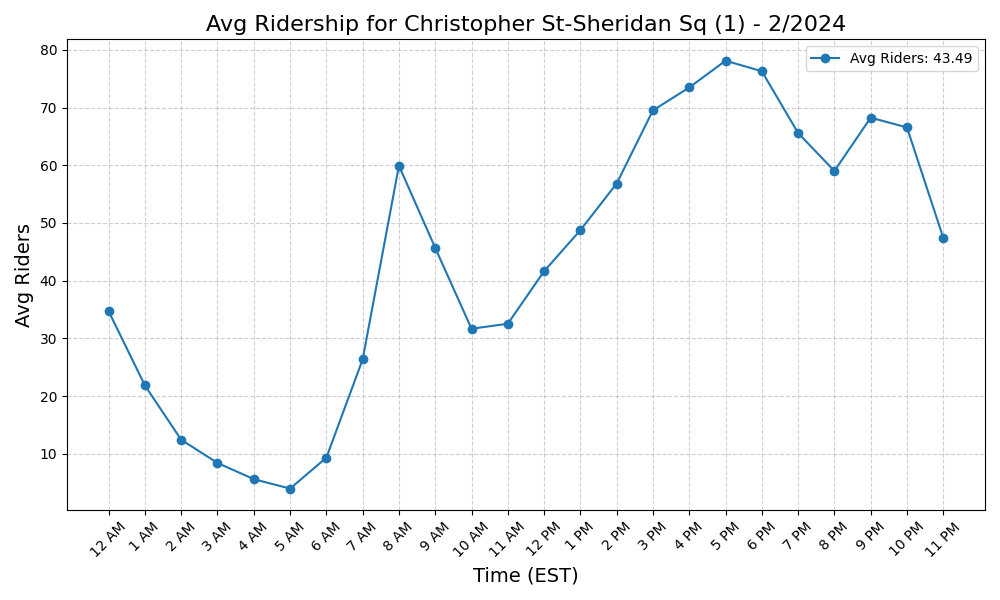 Avg Ridership for Christopher St-Sheridan Sq (1) - 2/2024
Avg Riders: 43.49
Avg Riders
80
70
60
50
40
30
20
10
12 AM
1 AM
2 AM
3 AM
4 AM
5 AM
6 AM
7 AM
8 AM
9 AM
10 AM
11 AM
12 PM
1 PM
2 PM
3 PM
4 PM
5 PM
6 PM
7 PM
8 PM
9 PM
10 PM
11 PM
Time (EST)